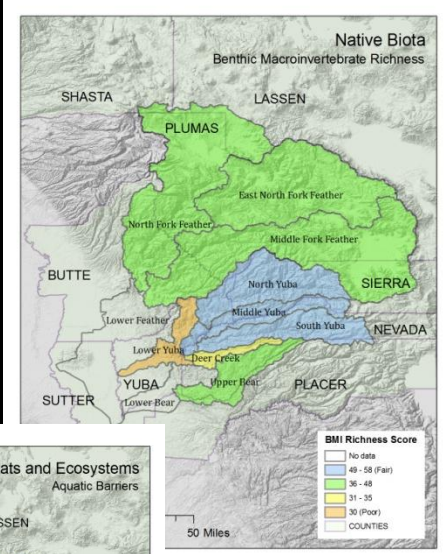 Native Biota
Benthic Macroinvertebrate Richness
SHASTA
LASSEN
PLUMAS
East North Fork Feather
North Fork Feather
Middle Fork Feather
BUTTE
North Yuba
SIERRA
Lower Feather
Middle Yuba
South Yuba
NEVADA
Lower Yuba
Deer Creek
YUBA
Upper Bear
PLACER
SUTTER
Lower Bear
BMI Richness Score
No data
49 - 58 (Fair)
36 - 48
31 - 35
30 (Poor)
COUNTIES
50 Miles
ats and Ecosystems
Aquatic Barriers
SSEN